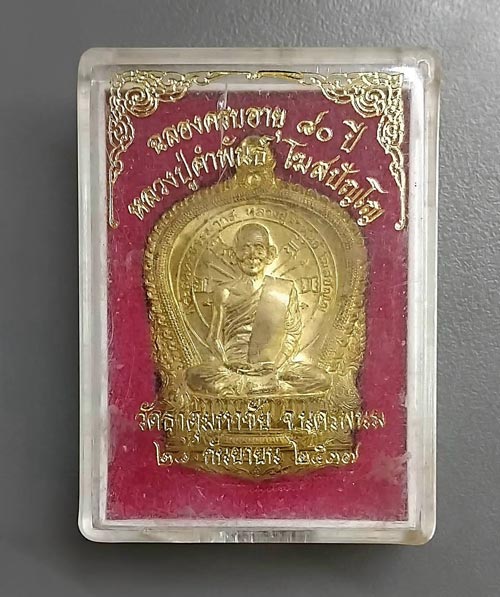 ฉลองครบอายุ ๘๐ ปี
หลวงปู่คำพันธ์ โฆสปัญโญ
วัดธาตุมหาชัย จ.นครพนม
๒๘ กันยายน ๒๕๓๗